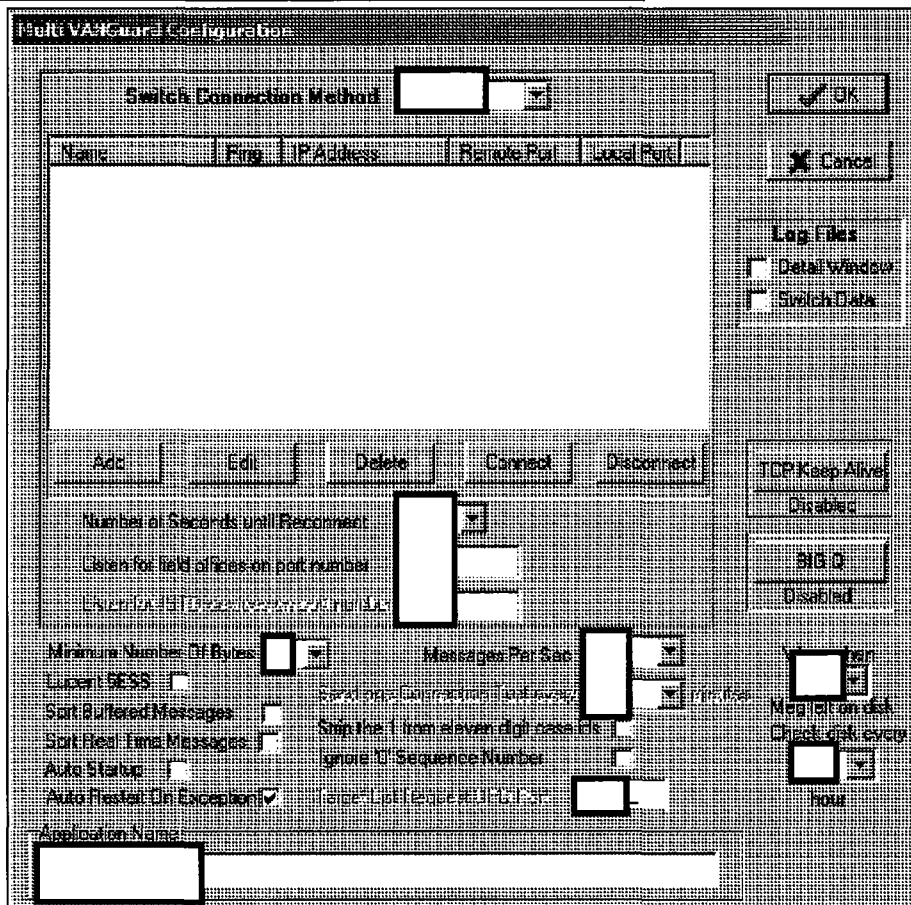 Multi VANGuard Configuration
Switch Connection Method
OK
Cancel
Name Ping IP Address Remote Port Local Port
Log Files
Detail Window
Switch Data
Add Edit Delete Connect Disconnect
TCP Keep Alive
Disabled
Number of Seconds until Reconnect
Listen for field offices on port number
BIG Q
Disabled
Minimum Number Of Bytes
Messages Per Sec
Lucent 5ESS
minutes
Sort Buffered Messages
Strip the 1 from eleven digit case ids
Meg left on disk
Sort Real Time Messages
Ignore '0' Sequence Number
Check disk every
Auto Startup
Auto Restart On Exception
hour
Application Name